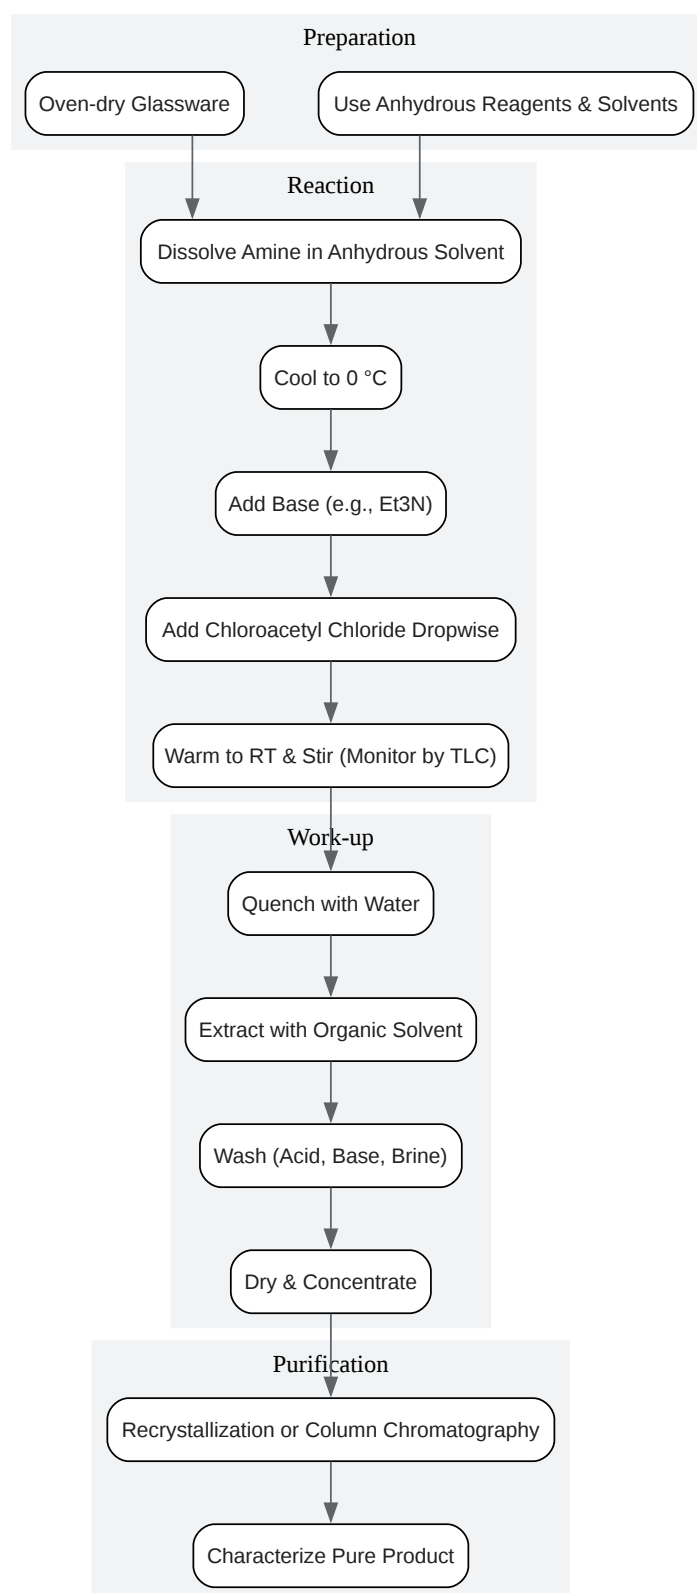 Preparation
Oven-dry Glassware
Use Anhydrous Reagents & Solvents
Reaction
Dissolve Amine in Anhydrous Solvent
Cool to 0 °C
Add Base (e.g., Et3N)
Add Chloroacetyl Chloride Dropwise
Warm to RT & Stir (Monitor by TLC)
Work-up
Quench with Water
Extract with Organic Solvent
Wash (Acid, Base, Brine)
Dry & Concentrate
Purification
Recrystallization or Column Chromatography
Characterize Pure Product